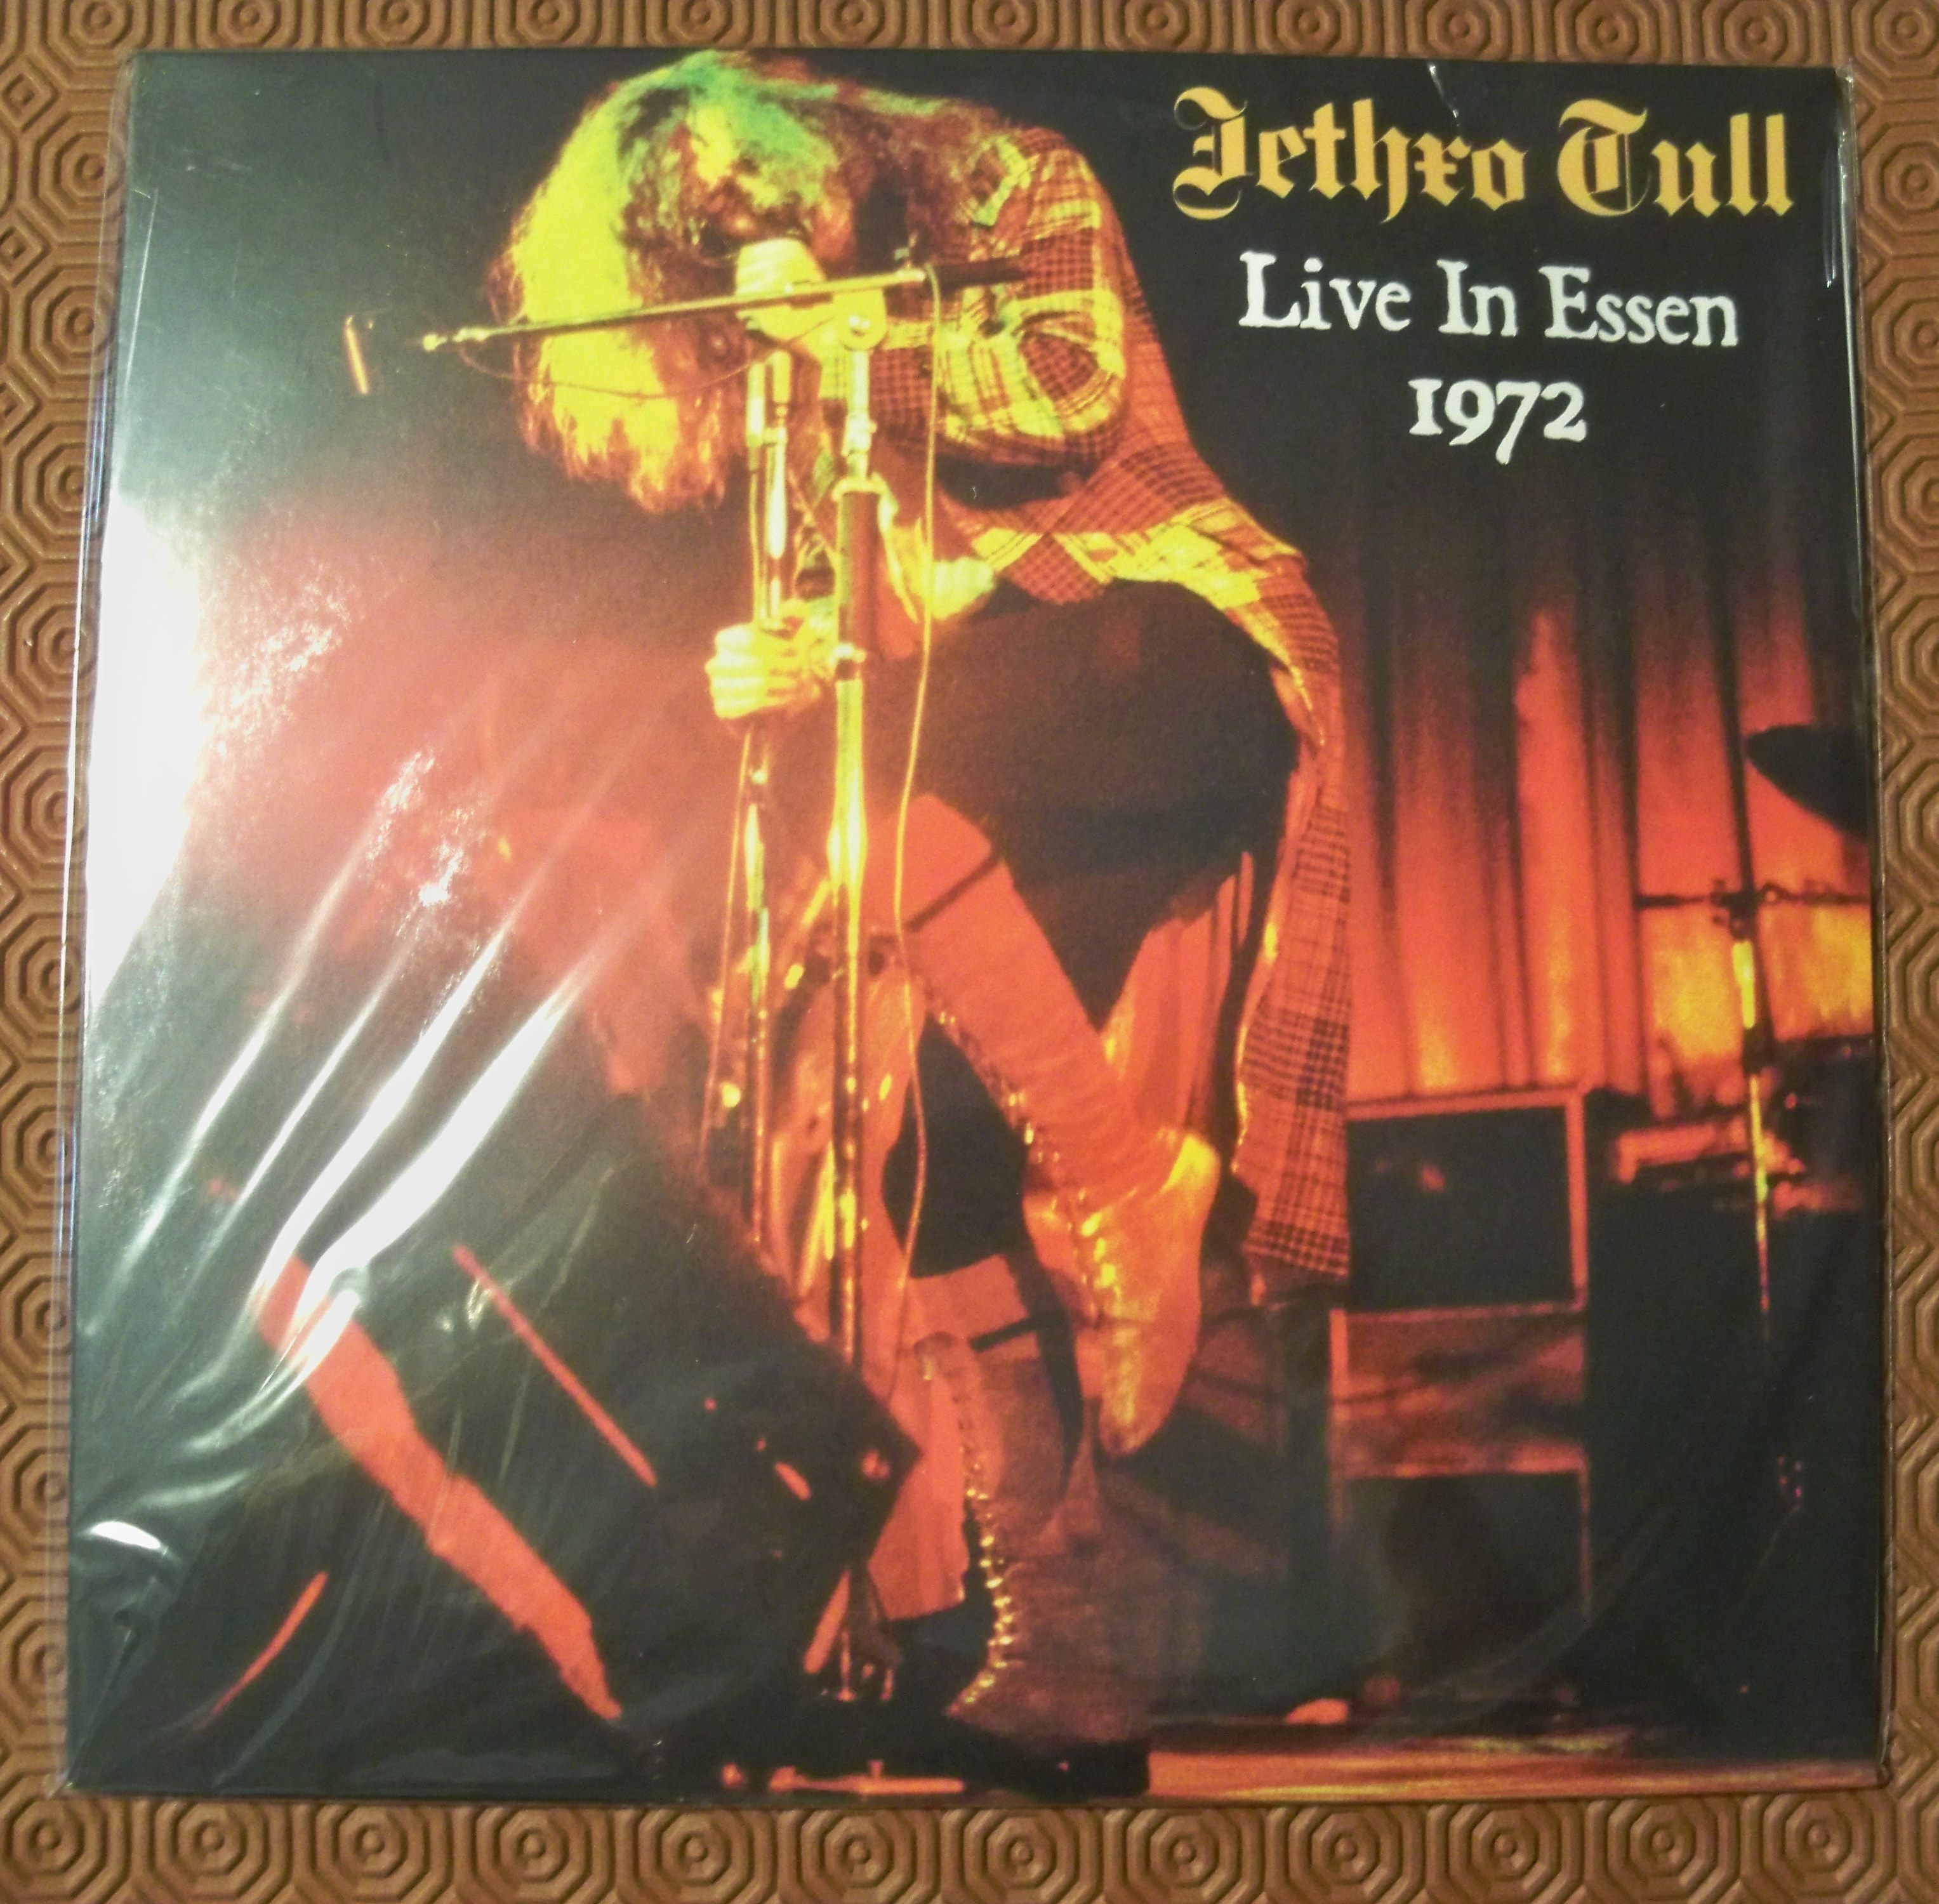 Jethro Tull
Live In Essen
1972